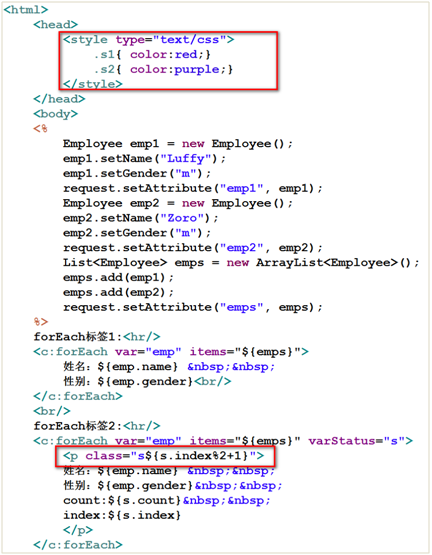 <html>
<head>
<style type="text/css">
.s1{ color:red;}
.s2{ color:purple;}
</style>
</head>
<body>
<%
Employee emp1 = new Employee();
emp1.setName("Luffy");
emp1.setGender("m");
request.setAttribute("emp1", emp1);
Employee emp2 = new Employee();
emp2.setName("Zoro");
emp2.setGender("m");
request.setAttribute("emp2", emp2);
List<Employee> emps = new ArrayList<Employee>();
emps.add(emp1);
emps.add(emp2);
request.setAttribute("emps", emps);
%>
forEach标签1:<hr/>
<c:forEach var="emp" items="${emps}">
姓名：${emp.name} &nbsp;&nbsp;
性别：${emp.gender}<br/>
</c:forEach>
<br/>
forEach标签2:<hr/>
<c:forEach var="emp" items="${emps}" varStatus="s">
<p class="s${s.index%2+1}">
姓名：${emp.name} &nbsp;&nbsp;
性别：${emp.gender}&nbsp;&nbsp;
count:${s.count}&nbsp;&nbsp;
index:${s.index}
</p>
</c:forEach>